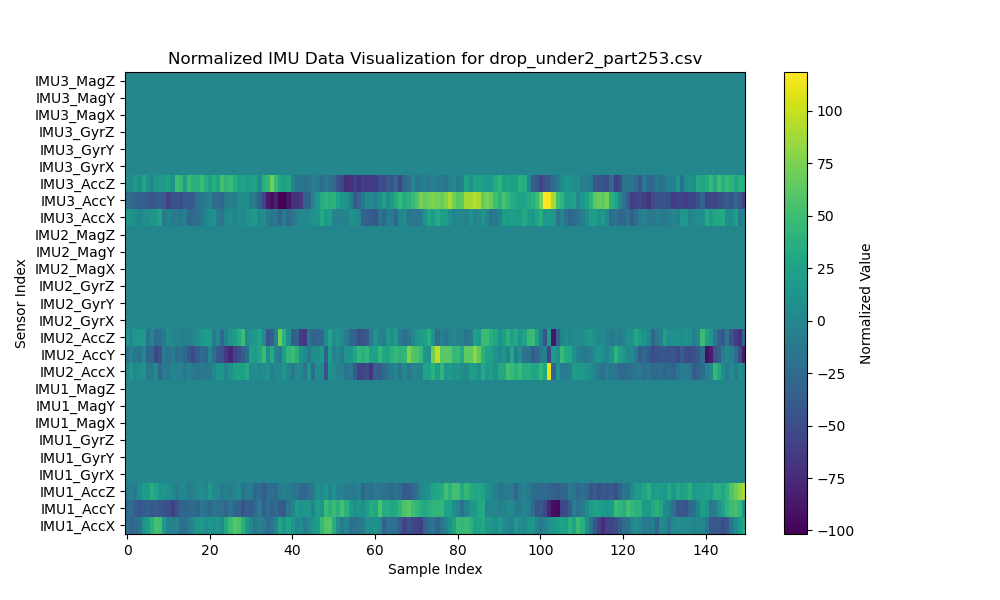 Normalized IMU Data Visualization for drop_under2_part253.csv
IMU3_MagZ
IMU3_MagY
IMU3_MagX
IMU3_GyrZ
IMU3_GyrY
IMU3_GyrX
IMU3_AccZ
IMU3_AccY
IMU3_AccX
IMU2_MagZ
IMU2_MagY
IMU2_MagX
IMU2_GyrZ
IMU2_GyrY
IMU2_GyrX
IMU2_AccZ
IMU2_AccY
IMU2_AccX
IMU1_MagZ
IMU1_MagY
IMU1_MagX
IMU1_GyrZ
IMU1_GyrY
IMU1_GyrX
IMU1_AccZ
IMU1_AccY
IMU1_AccX
Sensor Index
0 20 40 60 80 100 120 140
Sample Index
100
75
50
25
0
−25
−50
−75
−100
Normalized Value